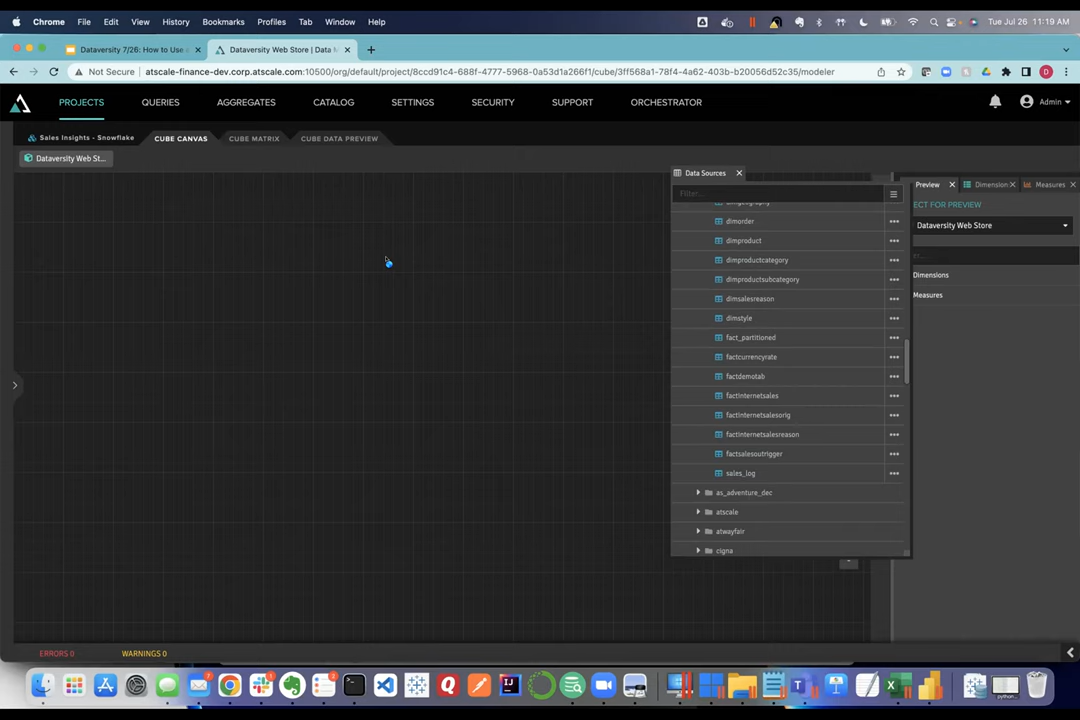 Chrome File Edit View History Bookmarks Profiles Tab Window Help Tue Jul 26 11:19 AM
Dataversity 7/26: How to Use
Dataversity Web Store | Data M
Not Secure atscale-finance-dev.corp.atscale.com:10500/org/default/project/8ccd91c4-688f-4777-5968-0a53d1a266f1/cube/3ff568a1-78f4-4a62-403b-b20056d52c35/modeler
PROJECTS QUERIES AGGREGATES CATALOG SETTINGS SECURITY SUPPORT ORCHESTRATOR Admin
Sales Insights - Snowflake CUBE CANVAS CUBE MATRIX CUBE DATA PREVIEW
Dataversity Web St...
Data Sources
Filter...
dimgeography
dimorder
dimproduct
dimproductcategory
dimproductsubcategory
dimsalesreason
dimstyle
fact_partitioned
factcurrencyrate
factdemotab
factinternetsales
factinternetsalesorig
factinternetsalesreason
factsalesoutrigger
sales_log
as_adventure_dec
atscale
atwayfair
cigna
Preview Dimension Measures
ECT FOR PREVIEW
Dataversity Web Store
Dimensions
Measures
ERRORS 0 WARNINGS 0